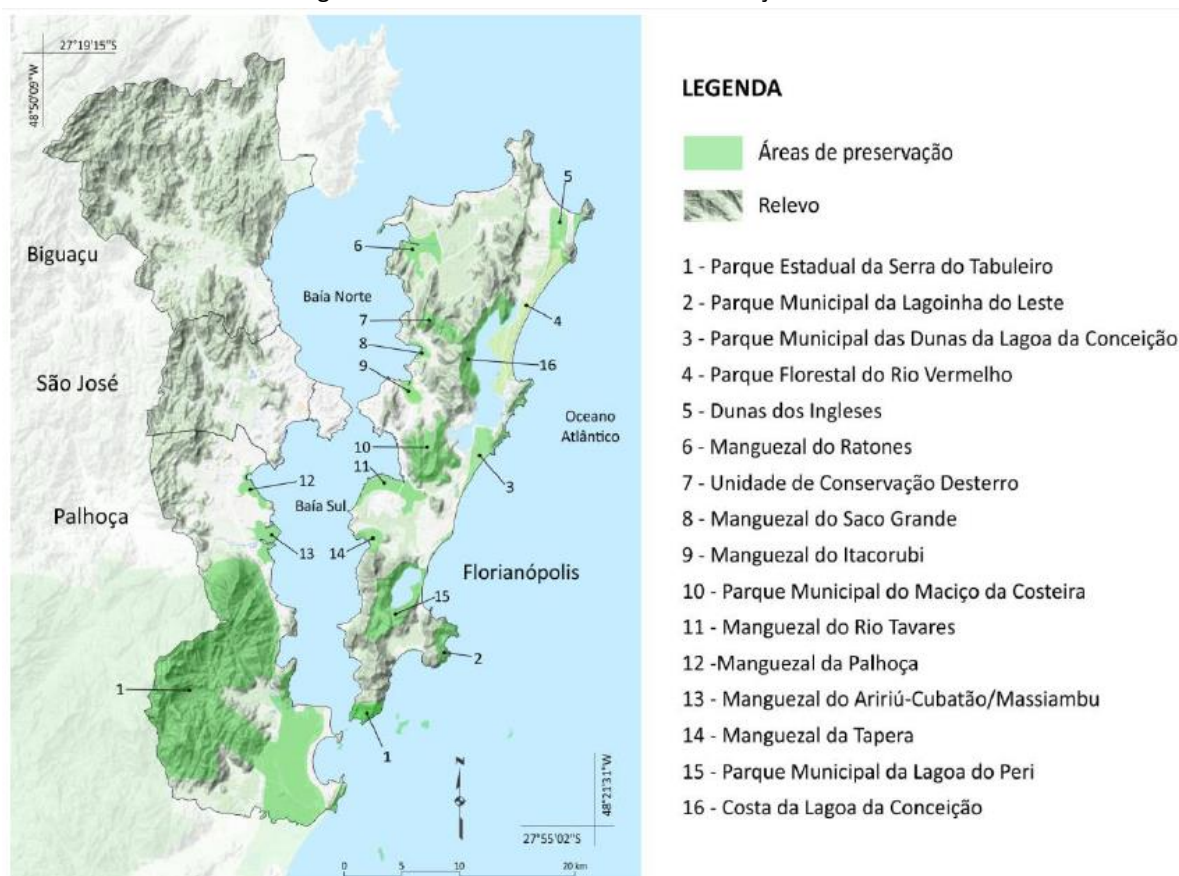 27°19'15"S
48°50'09"W
Biguaçu
São José
Palhoça
Baía Norte
Baía Sul
Oceano
Atlântico
Florianópolis
5
6
7
4
8
16
9
10
11
3
12
13
14
15
2
1
1
N
48°21'31"W
27°55'02"S
0 5 10 20 km
LEGENDA
Áreas de preservação
Relevo
1 - Parque Estadual da Serra do Tabuleiro
2 - Parque Municipal da Lagoinha do Leste
3 - Parque Municipal das Dunas da Lagoa da Conceição
4 - Parque Florestal do Rio Vermelho
5 - Dunas dos Ingleses
6 - Manguezal do Ratones
7 - Unidade de Conservação Desterro
8 - Manguezal do Saco Grande
9 - Manguezal do Itacorubi
10 - Parque Municipal do Maciço da Costeira
11 - Manguezal do Rio Tavares
12 -Manguezal da Palhoça
13 - Manguezal do Aririú-Cubatão/Massiambu
14 - Manguezal da Tapera
15 - Parque Municipal da Lagoa do Peri
16 - Costa da Lagoa da Conceição